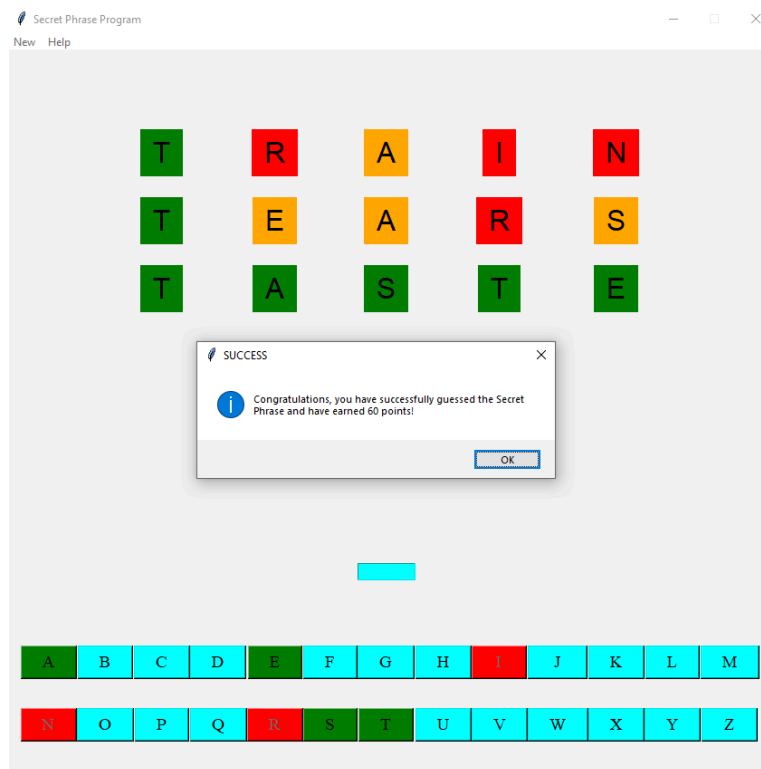 Secret Phrase Program
New Help
T R A I N
T E A R S
T A S T E
SUCCESS
Congratulations, you have successfully guessed the Secret
Phrase and have earned 60 points!
OK
A B C D E F G H I J K L M
N O P Q R S T U V W X Y Z